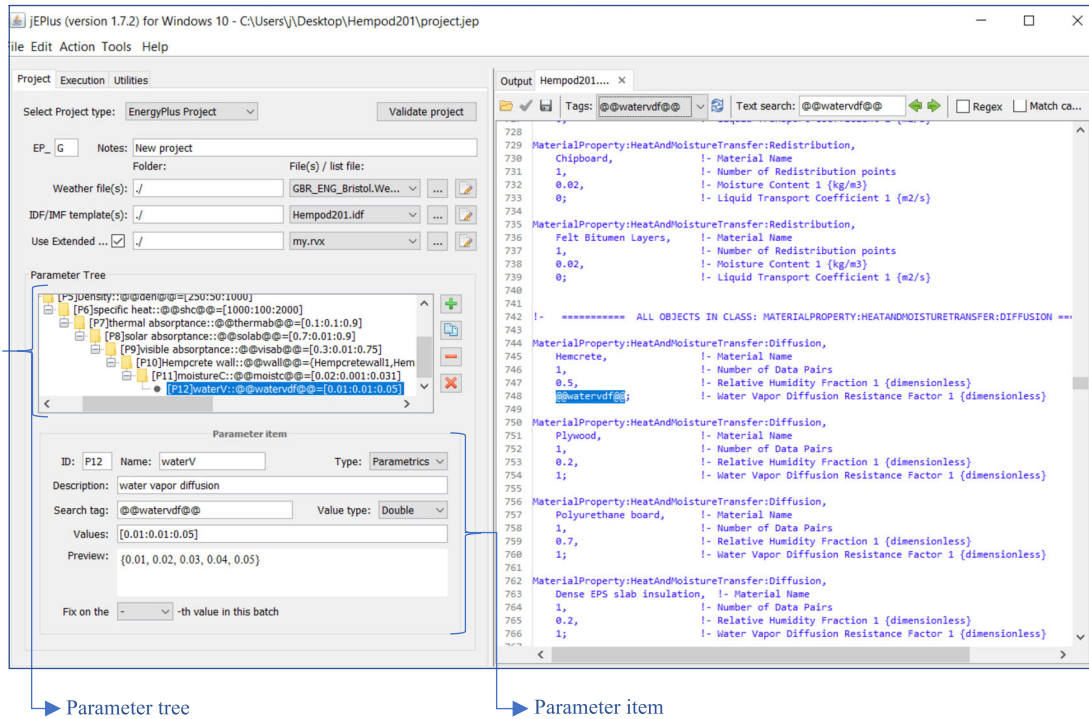 jEPlus (version 1.7.2) for Windows 10 - C:\Users\j\Desktop\Hempod201\project.jep
ile Edit Action Tools Help
Project Execution Utilities
Select Project type: EnergyPlus Project Validate project
EP_ G Notes: New project
Folder: File(s) / list file:
Weather file(s): ./ GBR_ENG_Bristol.We... ...
IDF/IMF template(s): ./ Hempod201.idf ...
Use Extended ... ./ my.rvx ...
Parameter Tree
[P5]Density::@@den@@=[250:50:1000]
[P6]specific heat::@@shc@@=[1000:100:2000]
[P7]thermal absorptance::@@thermab@@=[0.1:0.1:0.9]
[P8]solar absorptance::@@solab@@=[0.7:0.01:0.9]
[P9]visible absorptance::@@visab@@=[0.3:0.01:0.75]
[P10]Hempcrete wall::@@wall@@={Hempcretewall1,Hem
[P11]moistureC::@@moistc@@=[0.02:0.001:0.031]
[P12]waterV::@@watervdf@@=[0.01:0.01:0.05]
Parameter item
ID: P12 Name: waterV Type: Parametrics
Description: water vapor diffusion
Search tag: @@watervdf@@ Value type: Double
Values: [0.01:0.01:0.05]
Preview: {0.01, 0.02, 0.03, 0.04, 0.05}
Fix on the - -th value in this batch
Output Hempod201.... ×
Tags: @@watervdf@@ Text search: @@watervdf@@ Regex Match ca...
!- Liquid Transport Coefficient 1 {m2/s}
728
729 MaterialProperty:HeatAndMoistureTransfer:Redistribution,
730 Chipboard, !- Material Name
731 1, !- Number of Redistribution points
732 0.02, !- Moisture Content 1 {kg/m3}
733 0; !- Liquid Transport Coefficient 1 {m2/s}
734
735 MaterialProperty:HeatAndMoistureTransfer:Redistribution,
736 Felt Bitumen Layers, !- Material Name
737 1, !- Number of Redistribution points
738 0.02, !- Moisture Content 1 {kg/m3}
739 0; !- Liquid Transport Coefficient 1 {m2/s}
740
741
742 !- =========== ALL OBJECTS IN CLASS: MATERIALPROPERTY:HEATANDMOISTURETRANSFER:DIFFUSION ==
743
744 MaterialProperty:HeatAndMoistureTransfer:Diffusion,
745 Hemcrete, !- Material Name
746 1, !- Number of Data Pairs
747 0.5, !- Relative Humidity Fraction 1 {dimensionless}
748 @@watervdf@@; !- Water Vapor Diffusion Resistance Factor 1 {dimensionless}
749
750 MaterialProperty:HeatAndMoistureTransfer:Diffusion,
751 Plywood, !- Material Name
752 1, !- Number of Data Pairs
753 0.2, !- Relative Humidity Fraction 1 {dimensionless}
754 1; !- Water Vapor Diffusion Resistance Factor 1 {dimensionless}
755
756 MaterialProperty:HeatAndMoistureTransfer:Diffusion,
757 Polyurethane board, !- Material Name
758 1, !- Number of Data Pairs
759 0.7, !- Relative Humidity Fraction 1 {dimensionless}
760 1; !- Water Vapor Diffusion Resistance Factor 1 {dimensionless}
761
762 MaterialProperty:HeatAndMoistureTransfer:Diffusion,
763 Dense EPS slab insulation, !- Material Name
764 1, !- Number of Data Pairs
765 0.2, !- Relative Humidity Fraction 1 {dimensionless}
766 1; !- Water Vapor Diffusion Resistance Factor 1 {dimensionless}
Parameter tree
Parameter item